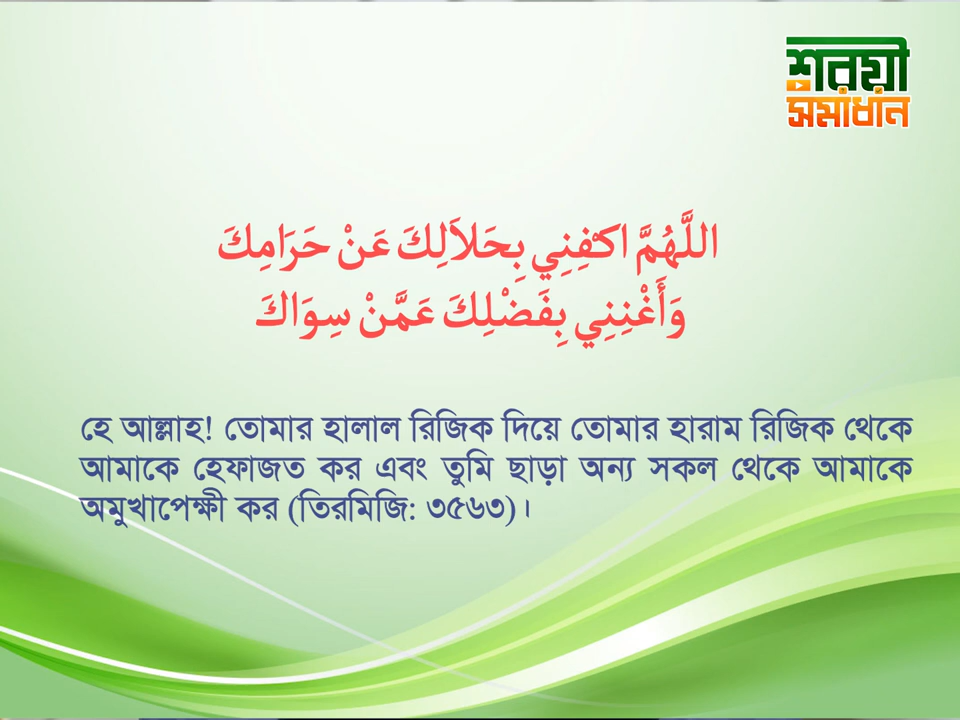 শরয়ী
সমাধান
اللَّهُمَّ اكْفِنِي بِحَلاَلِكَ عَنْ حَرَامِكَ
وَأَغْنِنِي بِفَضْلِكَ عَمَّنْ سِوَاكَ
হে আল্লাহ! তোমার হালাল রিজিক দিয়ে তোমার হারাম রিজিক থেকে
আমাকে হেফাজত কর এবং তুমি ছাড়া অন্য সকল থেকে আমাকে
অমুখাপেক্ষী কর (তিরমিজি: ৩৫৬৩)।